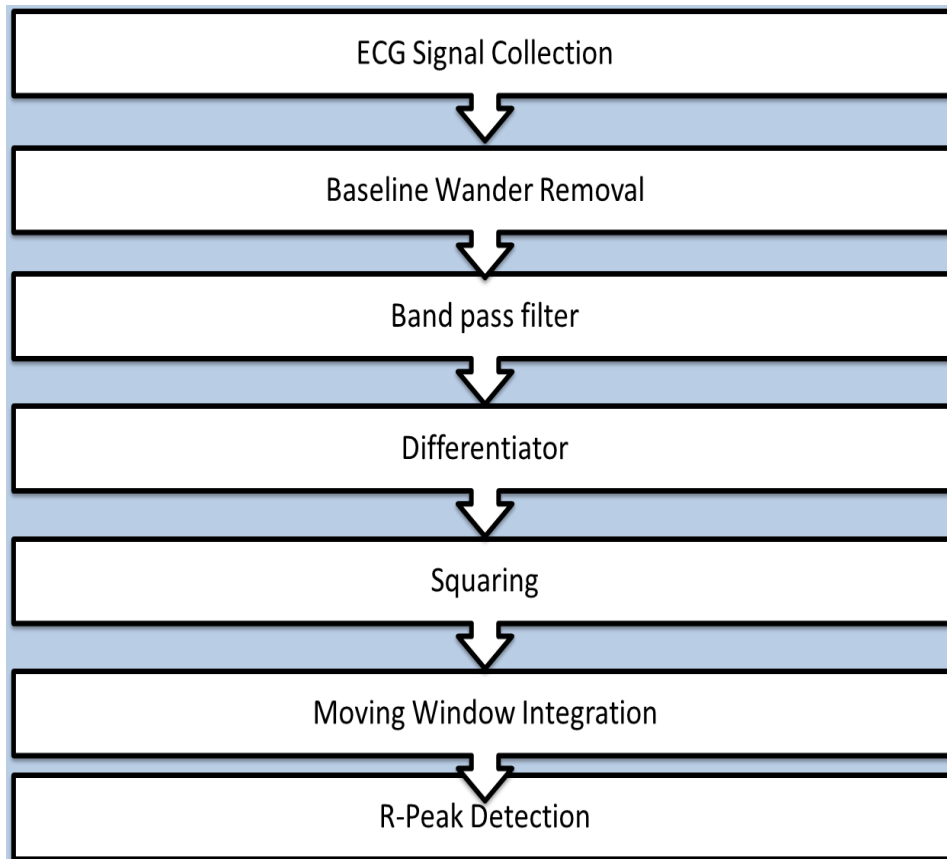 ECG Signal Collection
Baseline Wander Removal
Band pass filter
Differentiator
Squaring
Moving Window Integration
R-Peak Detection